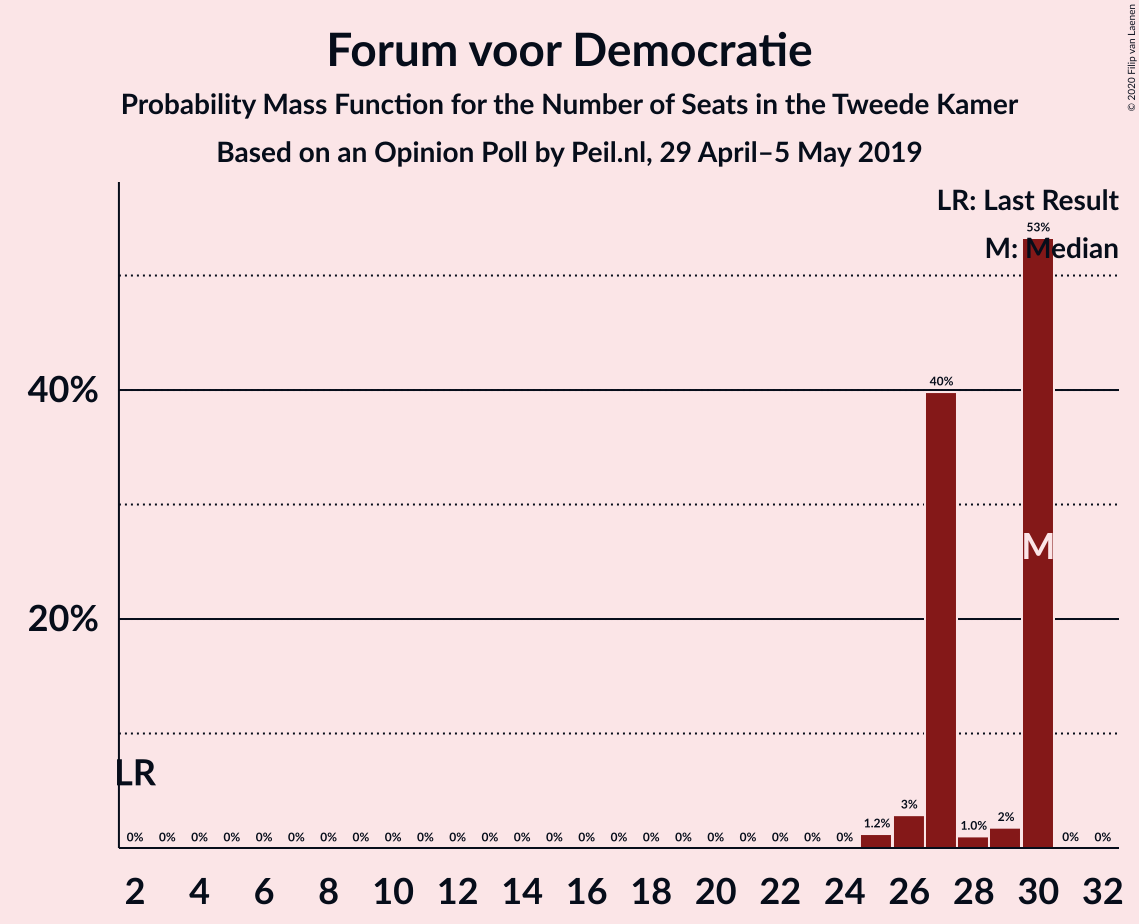 Forum voor Democratie
Probability Mass Function for the Number of Seats in the Tweede Kamer
Based on an Opinion Poll by Peil.nl, 29 April–5 May 2019
© 2020 Filip van Laenen
LR: Last Result
M: Median
53%
40%
40%
M
20%
LR
0% 0% 0% 0% 0% 0% 0% 0% 0% 0% 0% 0% 0% 0% 0% 0% 0% 0% 0% 0% 0% 0% 0% 1.2% 3% 1.0% 2% 0% 0%
2 4 6 8 10 12 14 16 18 20 22 24 26 28 30 32